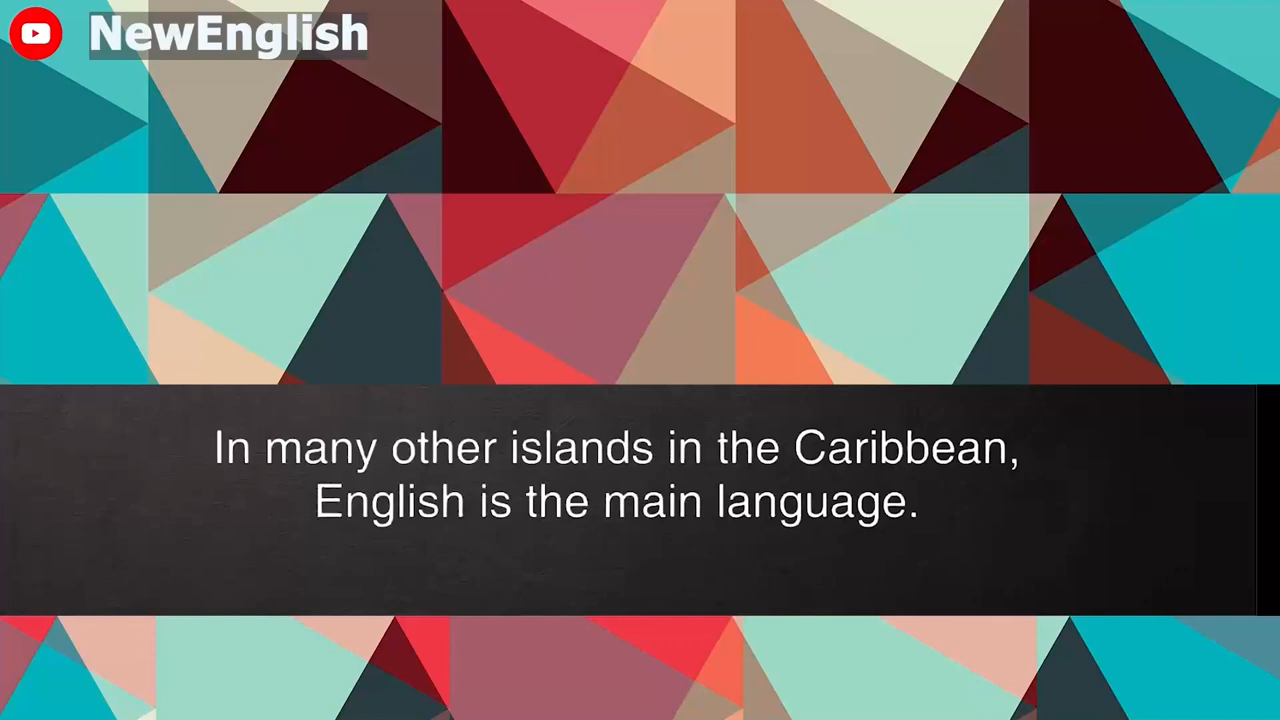 NewEnglish
In many other islands in the Caribbean,
English is the main language.